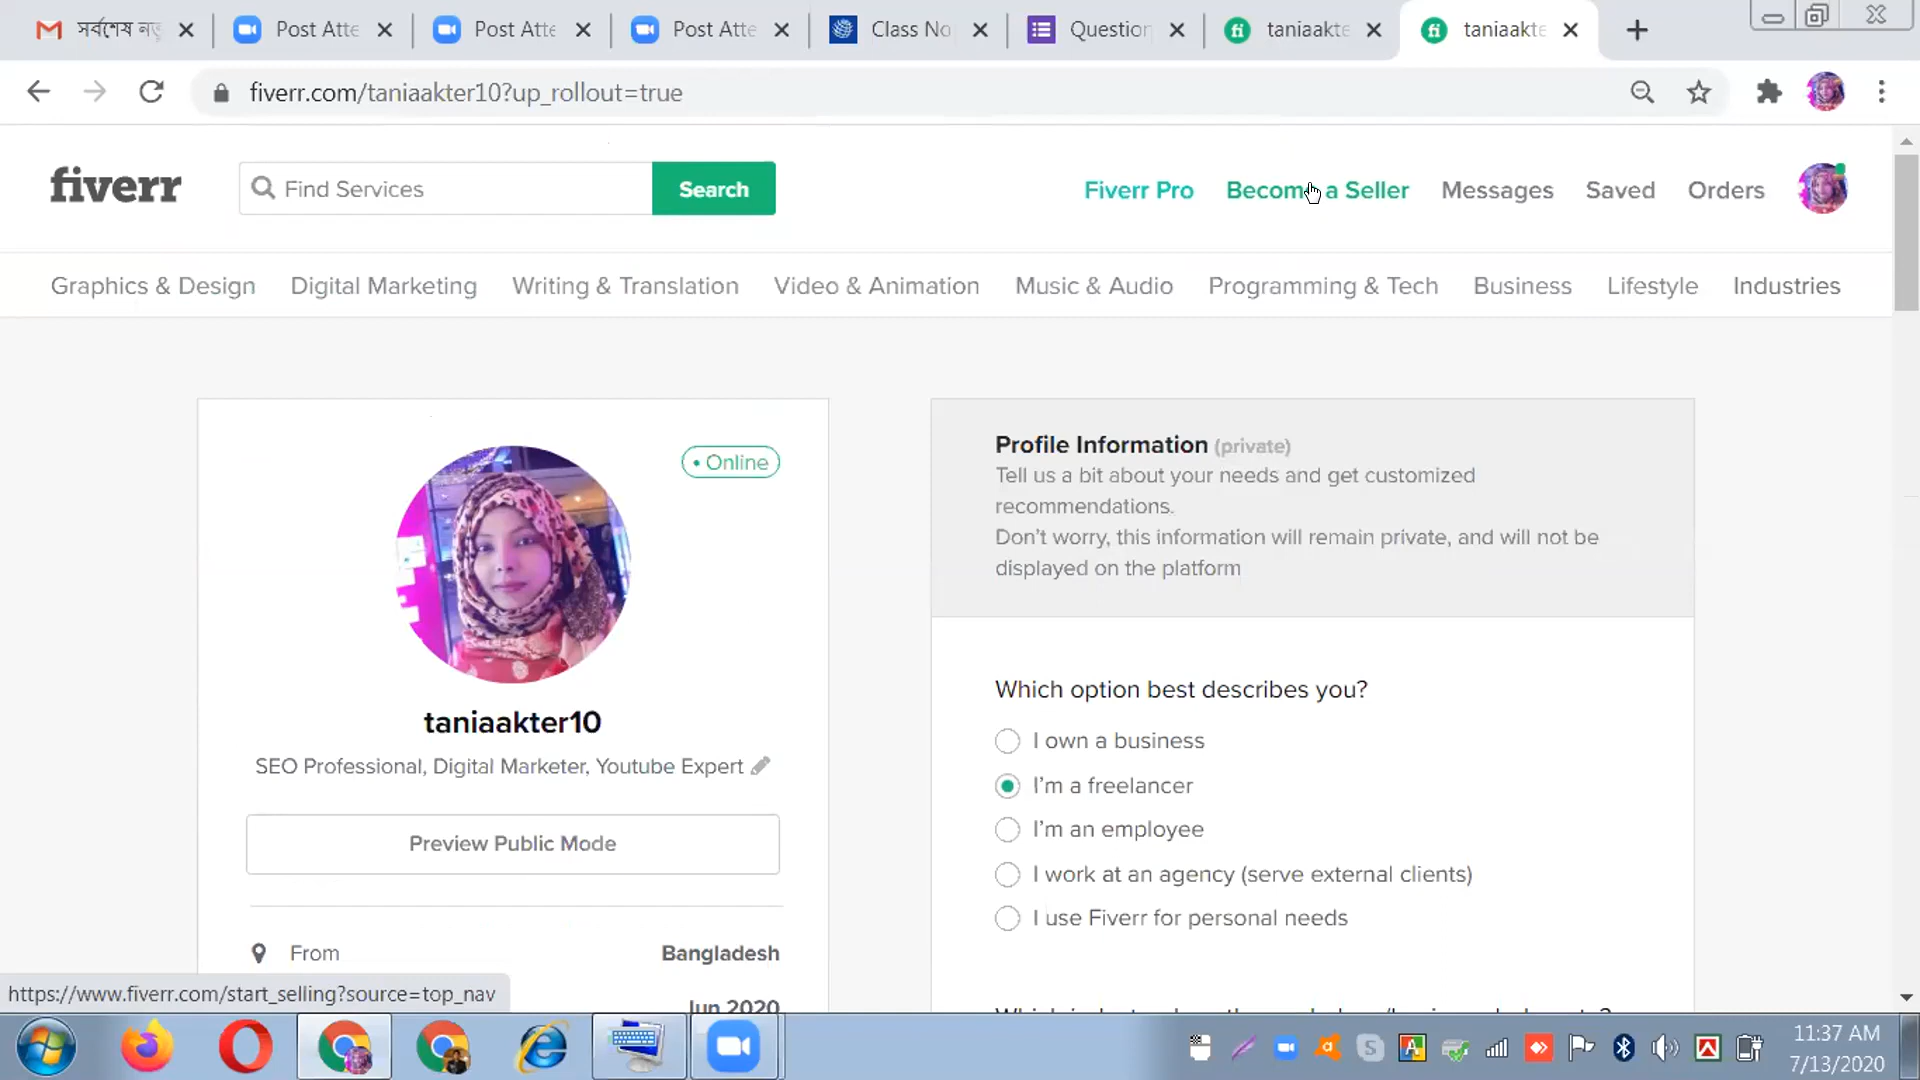 সর্বশেষ
Post Atte
Post Atte
Post Atte
Class No
Question
taniaakte
taniaakte
fiverr.com/taniaakter10?up_rollout=true
fiverr
Find Services
Search
Fiverr Pro
Become a Seller
Messages
Saved
Orders
Graphics & Design
Digital Marketing
Writing & Translation
Video & Animation
Music & Audio
Programming & Tech
Business
Lifestyle
Industries
• Online
taniaakter10
SEO Professional, Digital Marketer, Youtube Expert
Preview Public Mode
From
Bangladesh
Jun 2020
Profile Information (private)
Tell us a bit about your needs and get customized
recommendations.
Don't worry, this information will remain private, and will not be
displayed on the platform
Which option best describes you?
I own a business
I'm a freelancer
I'm an employee
I work at an agency (serve external clients)
I use Fiverr for personal needs
https://www.fiverr.com/start_selling?source=top_nav
11:37 AM
7/13/2020